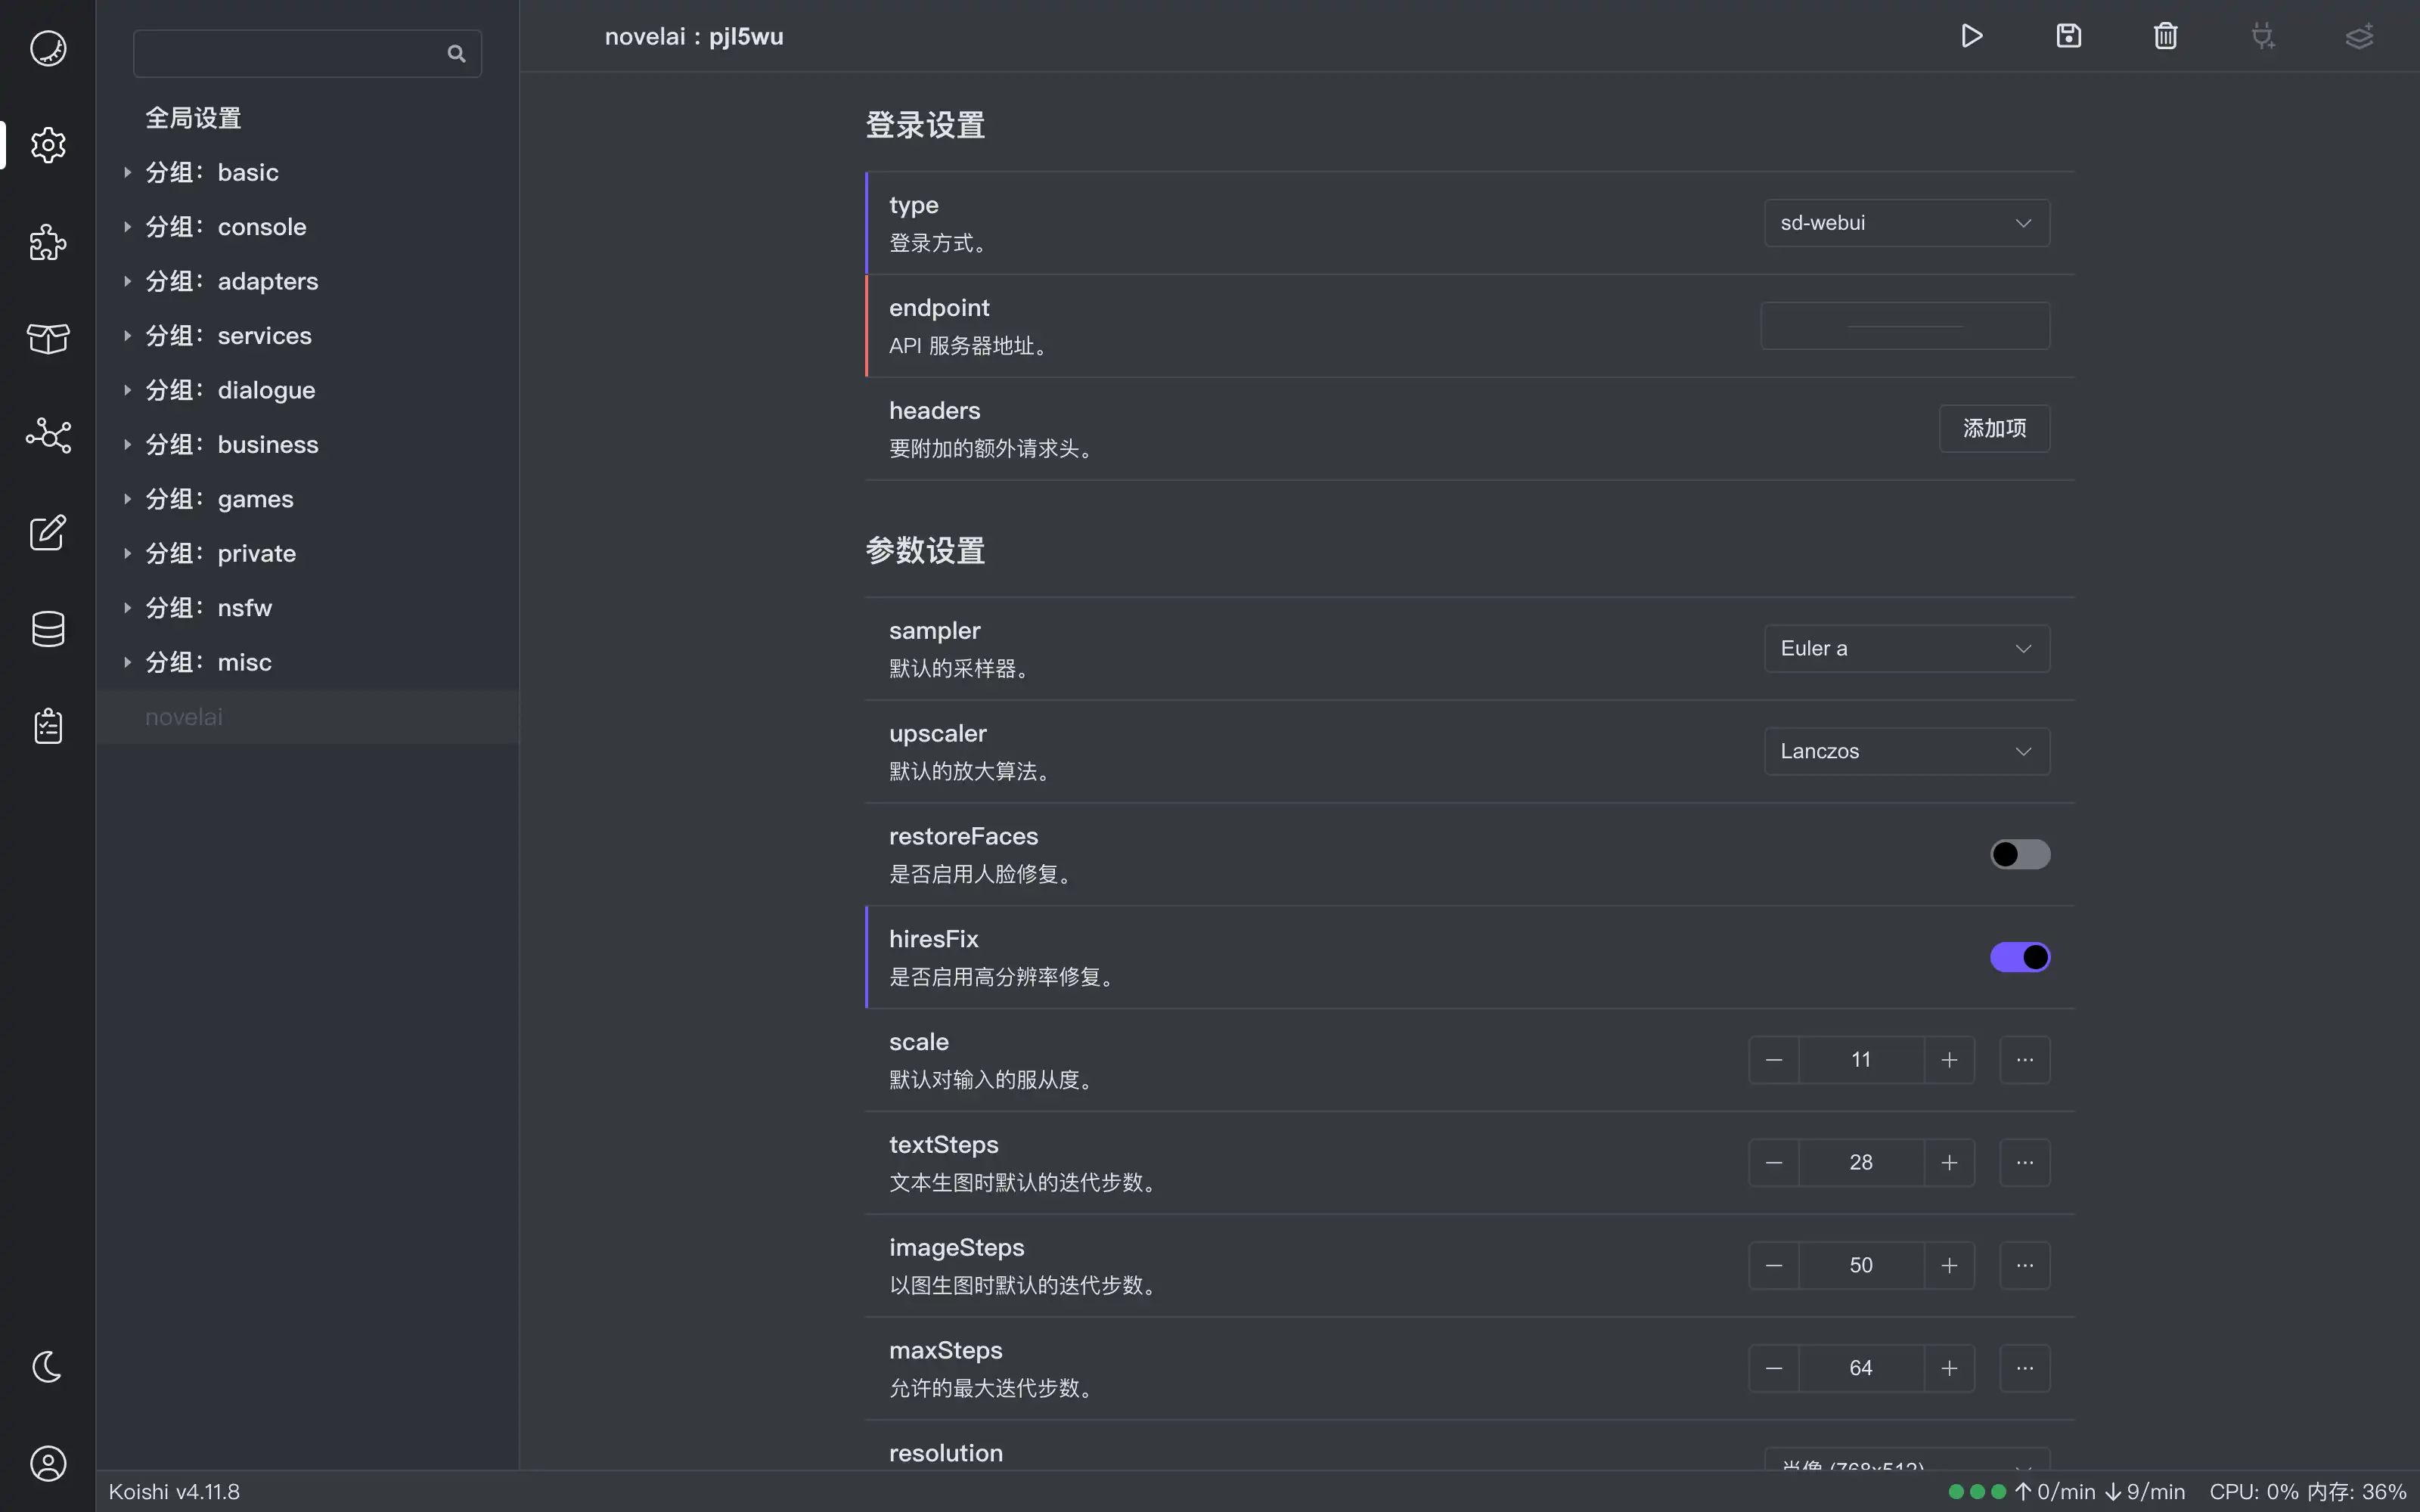 novelai : pjl5wu
全局设置
分组： basic
分组： console
分组： adapters
分组： services
分组： dialogue
分组： business
分组： games
分组： private
分组： nsfw
分组： misc
novelai
登录设置
type
登录方式。
sd-webui
endpoint
API 服务器地址。
headers
要附加的额外请求头。
添加项
参数设置
sampler
默认的采样器。
Euler a
upscaler
默认的放大算法。
Lanczos
restoreFaces
是否启用人脸修复。
hiresFix
是否启用高分辨率修复。
scale
默认对输入的服从度。
11
textSteps
文本生图时默认的迭代步数。
28
imageSteps
以图生图时默认的迭代步数。
50
maxSteps
允许的最大迭代步数。
64
resolution
肖像 (768x512)
Koishi v4.11.8
↑ 0/min ↓ 9/min CPU: 0% 内存: 36%